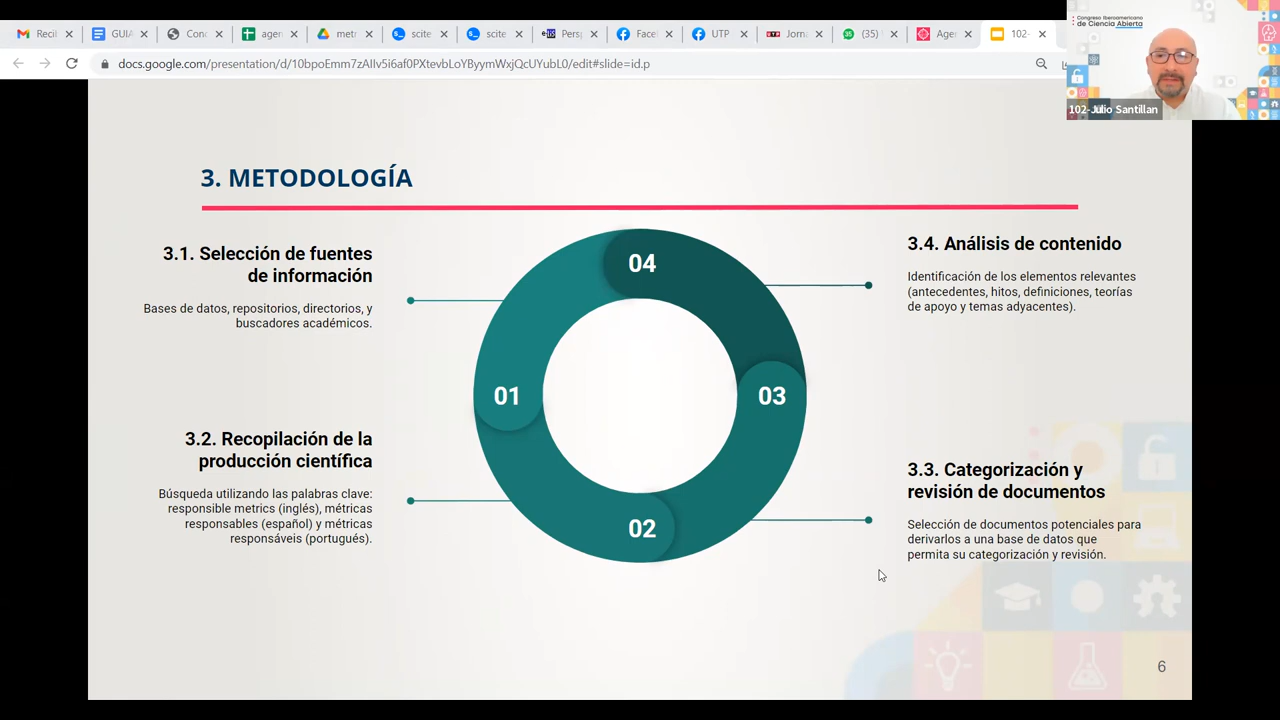 Recil
GUIA
Conc
agen
metr
scite
scite
Pers
Facel
UTP
Jorna
(35)
Agen
102-
docs.google.com/presentation/d/10bpoEmm7zAIIv5i69I0PXtevbLoYByymWxjQcUYubL0/edit#slide=id.p
Congreso Iberoamericano
de Ciencia Abierta
102-Julio Santillan
3. METODOLOGÍA
3.1. Selección de fuentes
de información
Bases de datos, repositorios, directorios, y
buscadores académicos.
3.2. Recopilación de la
producción científica
Búsqueda utilizando las palabras clave:
responsible metrics (inglés), métricas
responsables (español) y métricas
responsáveis (portugués).
04
01
03
02
3.4. Análisis de contenido
Identificación de los elementos relevantes
(antecedentes, hitos, definiciones, teorías
de apoyo y temas adyacentes).
3.3. Categorización y
revisión de documentos
Selección de documentos potenciales para
derivarlos a una base de datos que
permita su categorización y revisión.
6